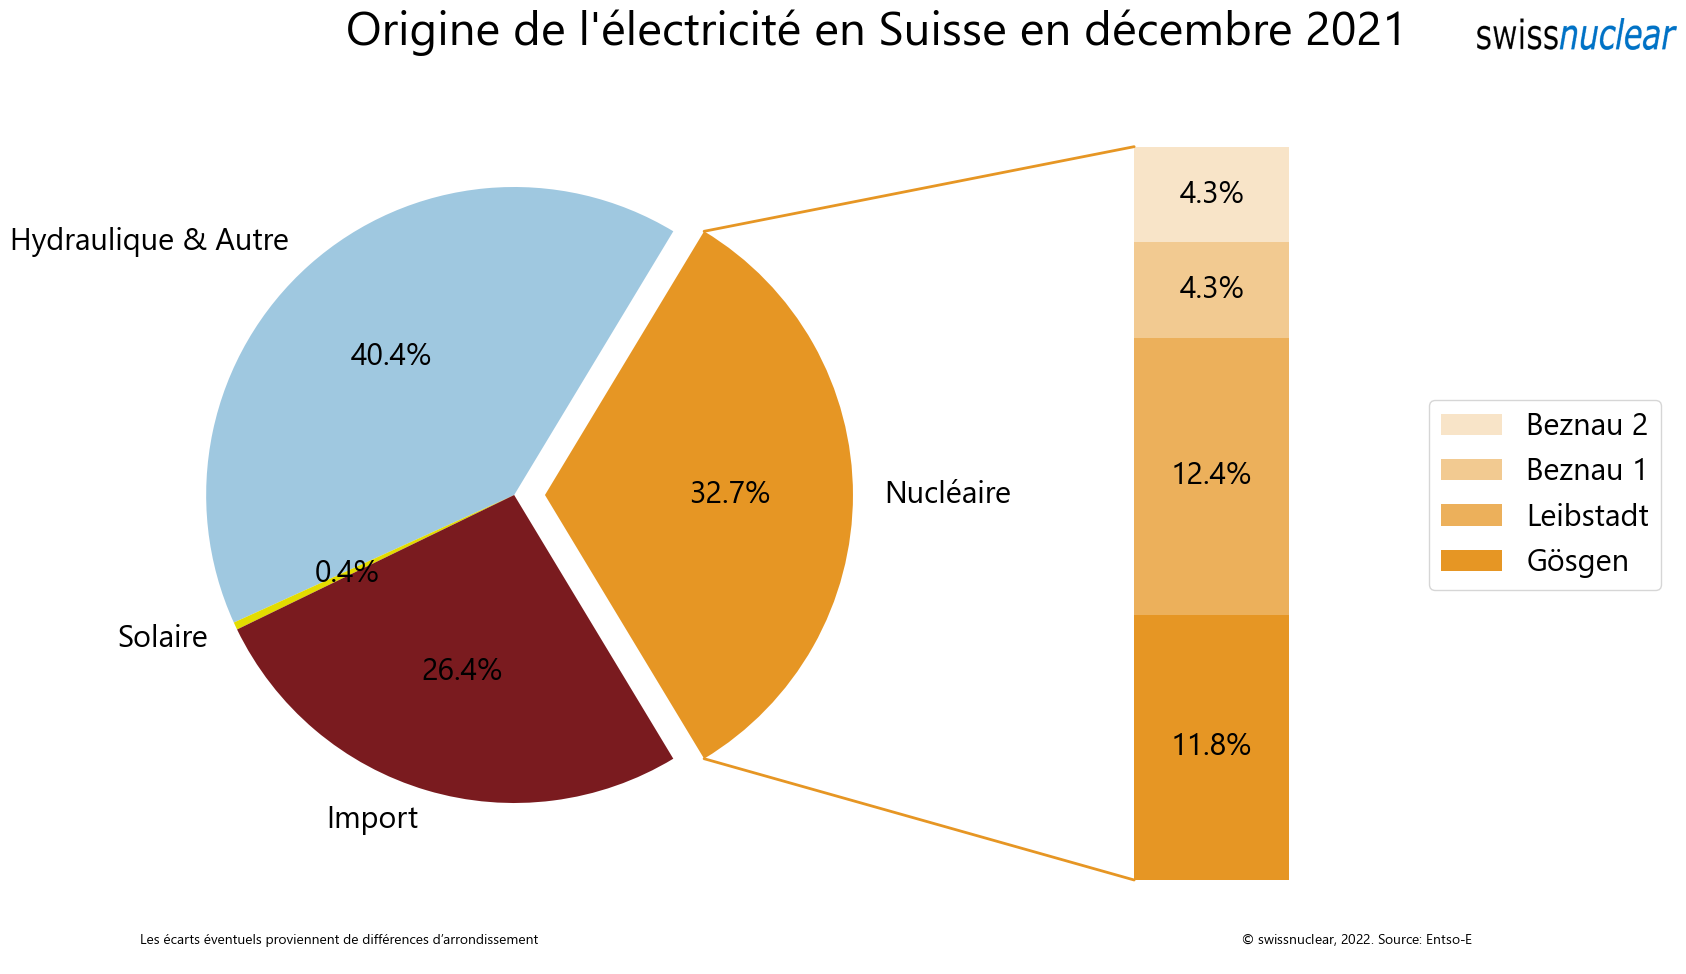 Origine de l'électricité en Suisse en décembre 2021
swissnuclear
Hydraulique & Autre
40.4%
0.4%
Solaire
26.4%
Import
32.7%
Nucléaire
4.3%
4.3%
12.4%
11.8%
Beznau 2
Beznau 1
Leibstadt
Gösgen
Les écarts éventuels proviennent de différences d’arrondissement
© swissnuclear, 2022. Source: Entso-E